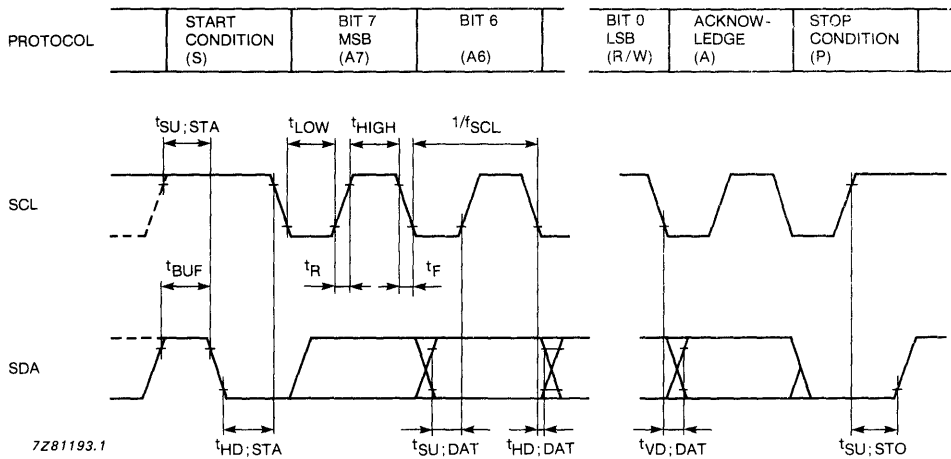 PROTOCOL
START CONDITION (S)
BIT 7 MSB (A7)
BIT 6 (A6)
BIT 0 LSB (R/W)
ACKNOW-LEDGE (A)
STOP CONDITION (P)
tSU;STA
tLOW
tHIGH
1/fSCL
SCL
tBUF
tR
tF
SDA
7Z81193.1
tHD;STA
tSU;DAT
tHD;DAT
tVD;DAT
tSU;STO